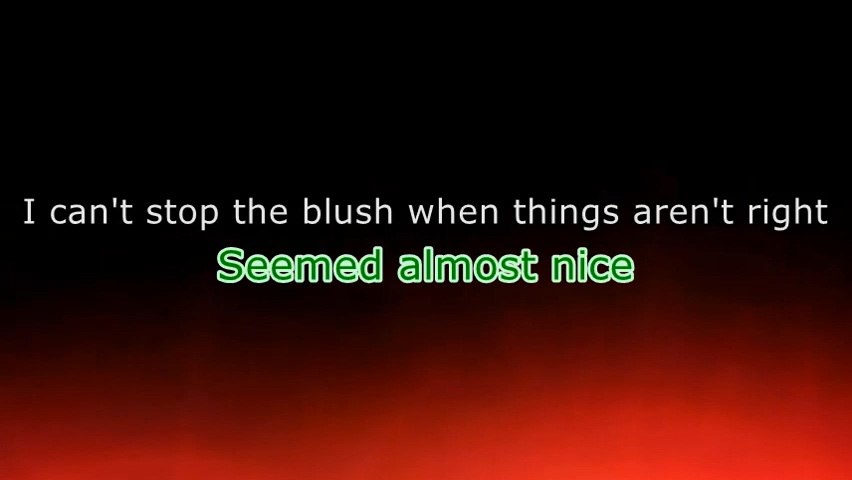 I can't stop the blush when things aren't right
Seemed almost nice